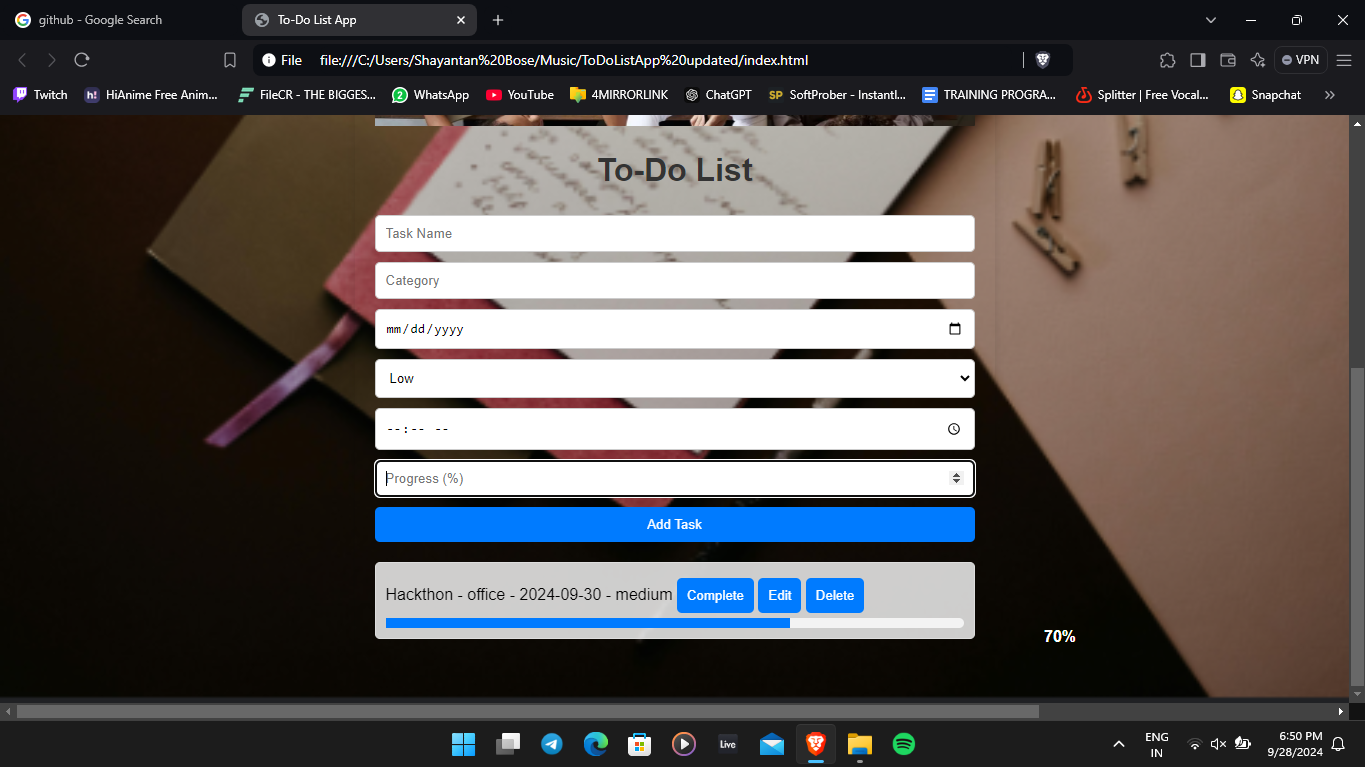 github - Google Search
To-Do List App
File file:///C:/Users/Shayantan%20Bose/Music/ToDoListApp%20updated/index.html
VPN
Twitch
h! HiAnime Free Anim...
FileCR - THE BIGGES...
WhatsApp
YouTube
4MIRRORLINK
ChatGPT
SP SoftProber - Instantl...
TRAINING PROGRA...
Splitter | Free Vocal...
Snapchat
»
To-Do List
Task Name
Category
mm/dd/yyyy
Low
--:-- --
Progress (%)
Add Task
Hackthon - office - 2024-09-30 - medium Complete Edit Delete
70%
Live
ENG
IN
6:50 PM
9/28/2024